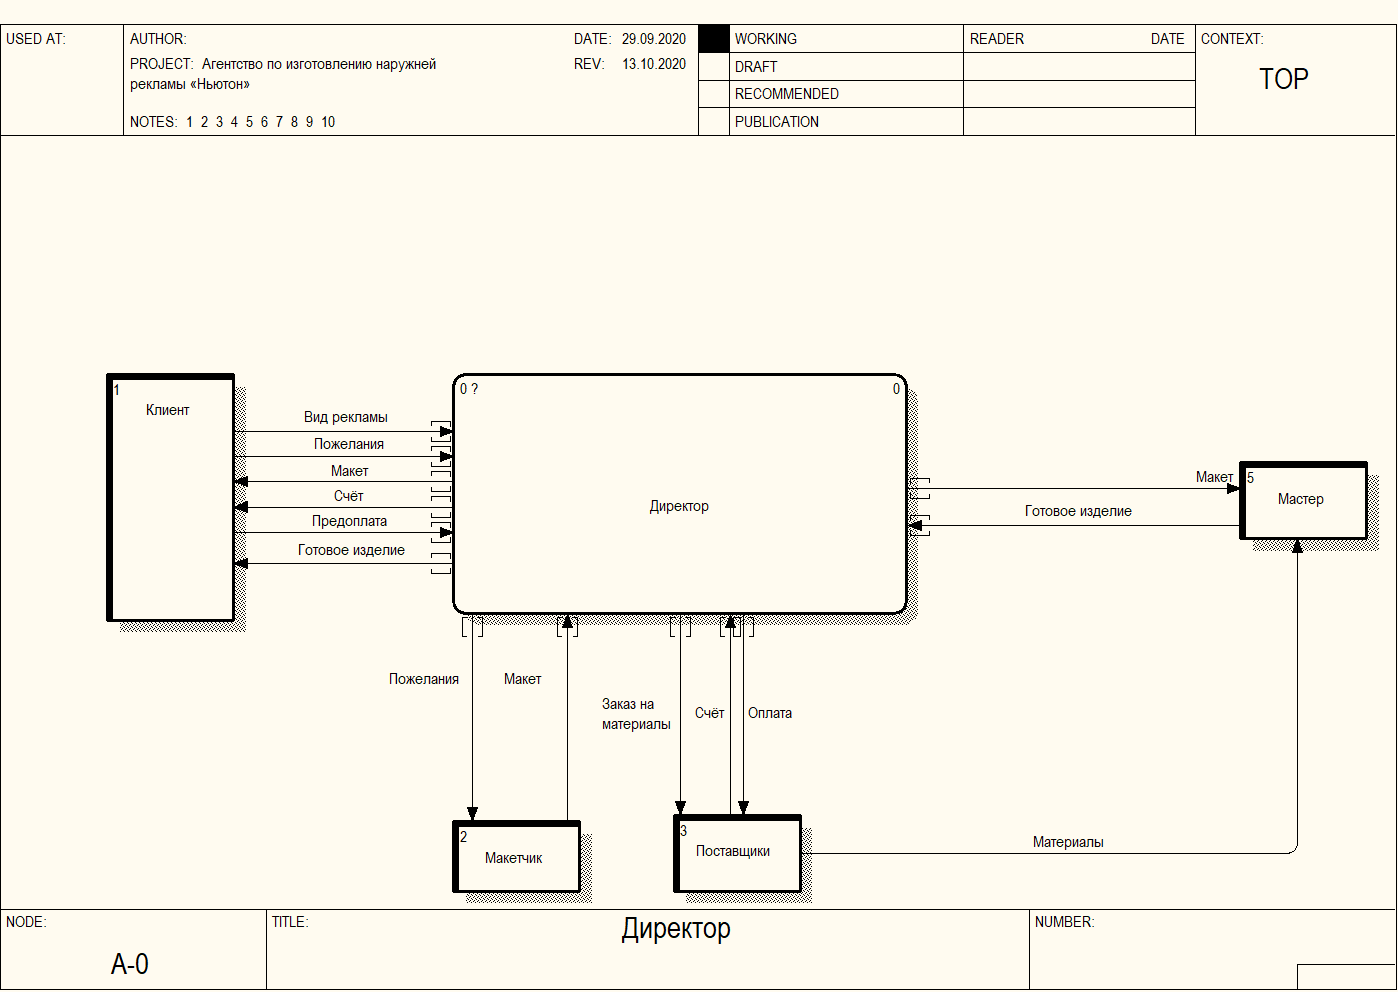 USED AT:
AUTHOR:
DATE: 29.09.2020
PROJECT: Агентство по изготовлению наружней
рекламы «Ньютон»
REV: 13.10.2020
NOTES: 1 2 3 4 5 6 7 8 9 10
WORKING
DRAFT
RECOMMENDED
PUBLICATION
READER DATE
CONTEXT:
TOP
1
Клиент
Вид рекламы
Пожелания
Макет
Счёт
Предоплата
Готовое изделие
0 ?
0
Директор
Макет
Готовое изделие
5
Мастер
Пожелания
Макет
Заказ на
материалы
Счёт
Оплата
2
Макетчик
3
Поставщики
Материалы
NODE:
A-0
TITLE:
Директор
NUMBER: